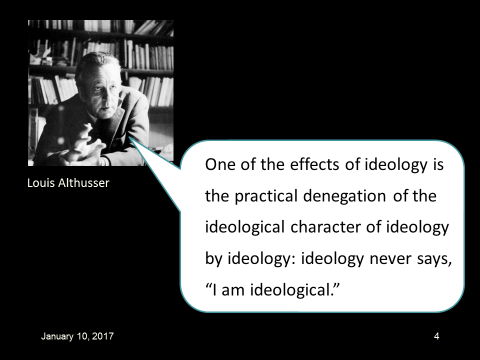 Louis Althusser
One of the effects of ideology is
the practical denegation of the
ideological character of ideology
by ideology: ideology never says,
“I am ideological.”
January 10, 2017
4